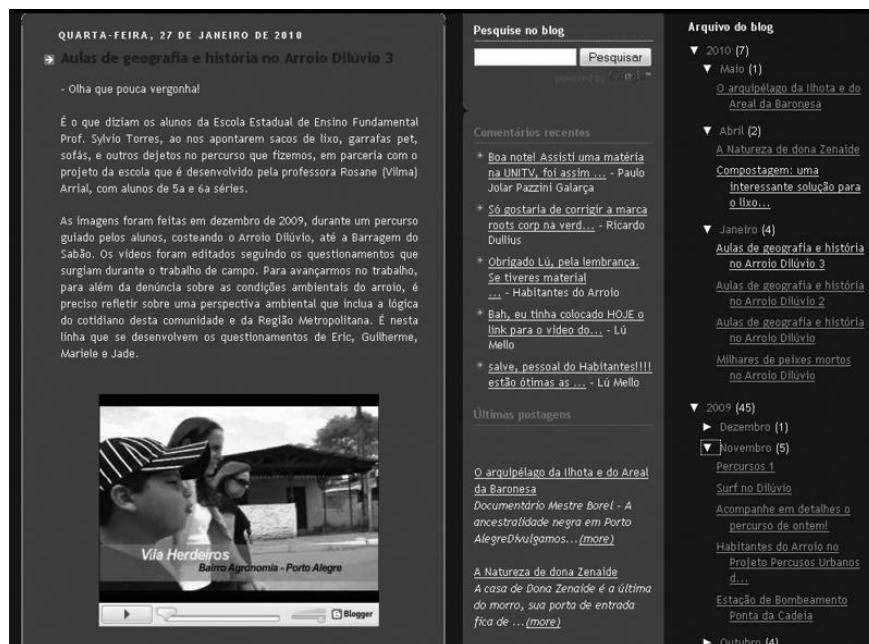 QUARTA-FEIRA, 27 DE JANEIRO DE 2010
Aulas de geografia e história no Arroio Dilúvio 3
- Olha que pouca vergonha!
É o que diziam os alunos da Escola Estadual de Ensino Fundamental
Prof. Sylvio Torres, ao nos apontarem sacos de lixo, garrafas pet,
sofás, e outros dejetos no percurso que fizemos, em parceria com o
projeto da escola que é desenvolvido pela professora Rosane (Vilma)
Arrial, com alunos de 5a e 6a séries.
As imagens foram feitas em dezembro de 2009, durante um percurso
guiado pelos alunos, costeando o Arroio Dilúvio, até a Barragem do
Sabão. Os vídeos foram editados seguindo os questionamentos que
surgiam durante o trabalho de campo. Para avançarmos no trabalho,
para além da denúncia sobre as condições ambientais do arroio, é
preciso refletir sobre uma perspectiva ambiental que inclua a lógica
do cotidiano desta comunidade e da Região Metropolitana. É nesta
linha que se desenvolvem os questionamentos de Eric, Guilherme,
Mariele e Jade.
Vila Herdeiros
Bairro Agronomia - Porto Alegre
Blogger
Pesquise no blog
Pesquisar
powered by Google™
Comentários recentes
Boa note! Assisti uma matéria
na UNITV, foi assim ... - Paulo
Jolar Pazzini Galarça
Só gostaria de corrigir a marca
roots corp na verd... - Ricardo
Dullius
Obrigado Lú, pela lembrança.
Se tiveres material
... - Habitantes do Arroio
Bah, eu tinha colocado HOJE o
link para o video do... - Lú
Mello
salve, pessoal do Habitantes!!!!
estão ótimas as ... - Lú Mello
Últimas postagens
O arquipélago da Ilhota e do Areal
da Baronesa
Documentário Mestre Borel - A
ancestralidade negra em Porto
AlegreDivulgamos...(more)
A Natureza de dona Zenaide
A casa de Dona Zenaide é a última
do morro, sua porta de entrada
fica de ...(more)
Arquivo do blog
▼ 2010 (7)
▼ Maio (1)
O arquipélago da Ilhota e do
Areal da Baronesa
▼ Abril (2)
A Natureza de dona Zenaide
Compostagem: uma
interessante solução para
o lixo...
▼ Janeiro (4)
Aulas de geografia e história
no Arroio Dilúvio 3
Aulas de geografia e história
no Arroio Dilúvio 2
Aulas de geografia e história
no Arroio Dilúvio
Milhares de peixes mortos
no Arroio Dilúvio
▼ 2009 (45)
► Dezembro (1)
▼ Novembro (5)
Percursos 1
Surf no Dilúvio
Acompanhe em detalhes o
percurso de ontem!
Habitantes do Arroio no
Projeto Percusos Urbanos
d...
Estação de Bombeamento
Ponta da Cadeia
► Outubro (4)